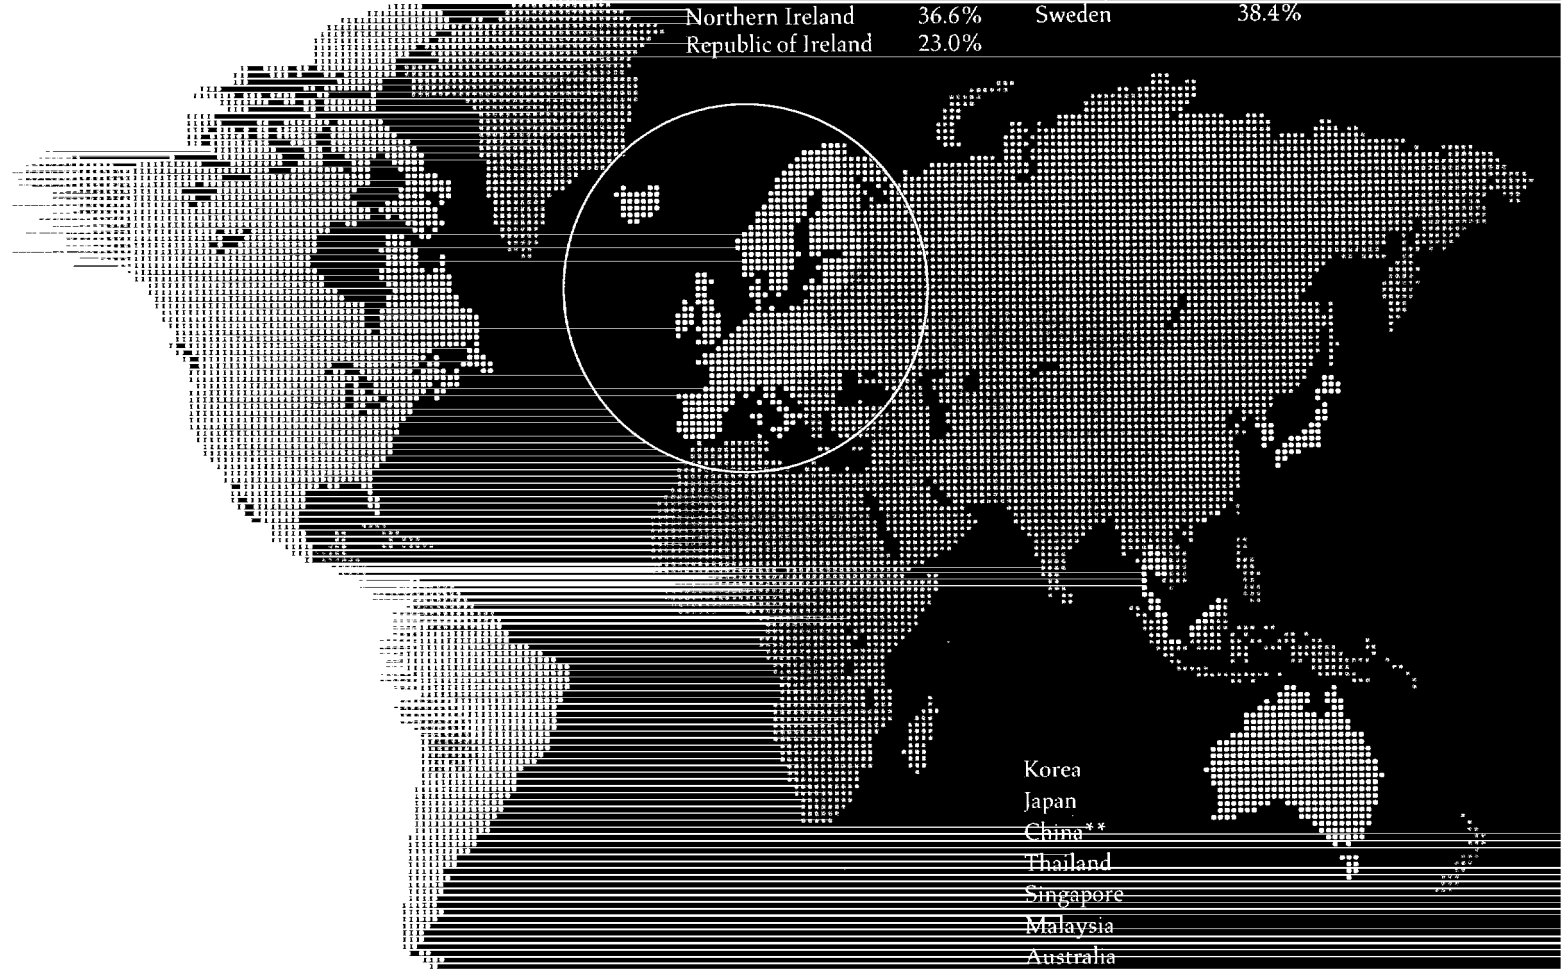 Northern Ireland 36.6% Sweden 38.4%
Republic of Ireland 23.0%
Korea
Japan
China**
Thailand
Singapore
Malaysia
Australia